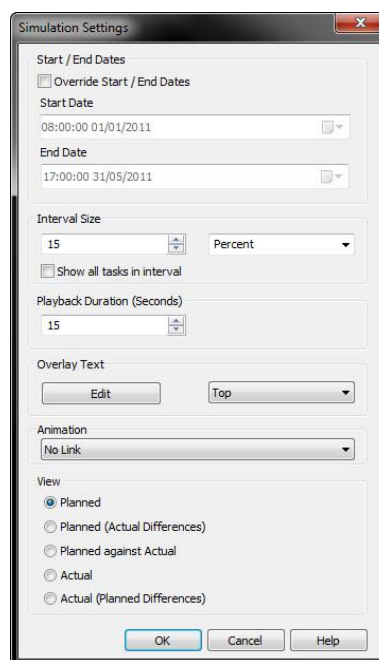 Simulation Settings
Start / End Dates
Override Start / End Dates
Start Date
08:00:00 01/01/2011
End Date
17:00:00 31/05/2011
Interval Size
15 Percent
Show all tasks in interval
Playback Duration (Seconds)
15
Overlay Text
Edit Top
Animation
No Link
View
Planned
Planned (Actual Differences)
Planned against Actual
Actual
Actual (Planned Differences)
OK Cancel Help